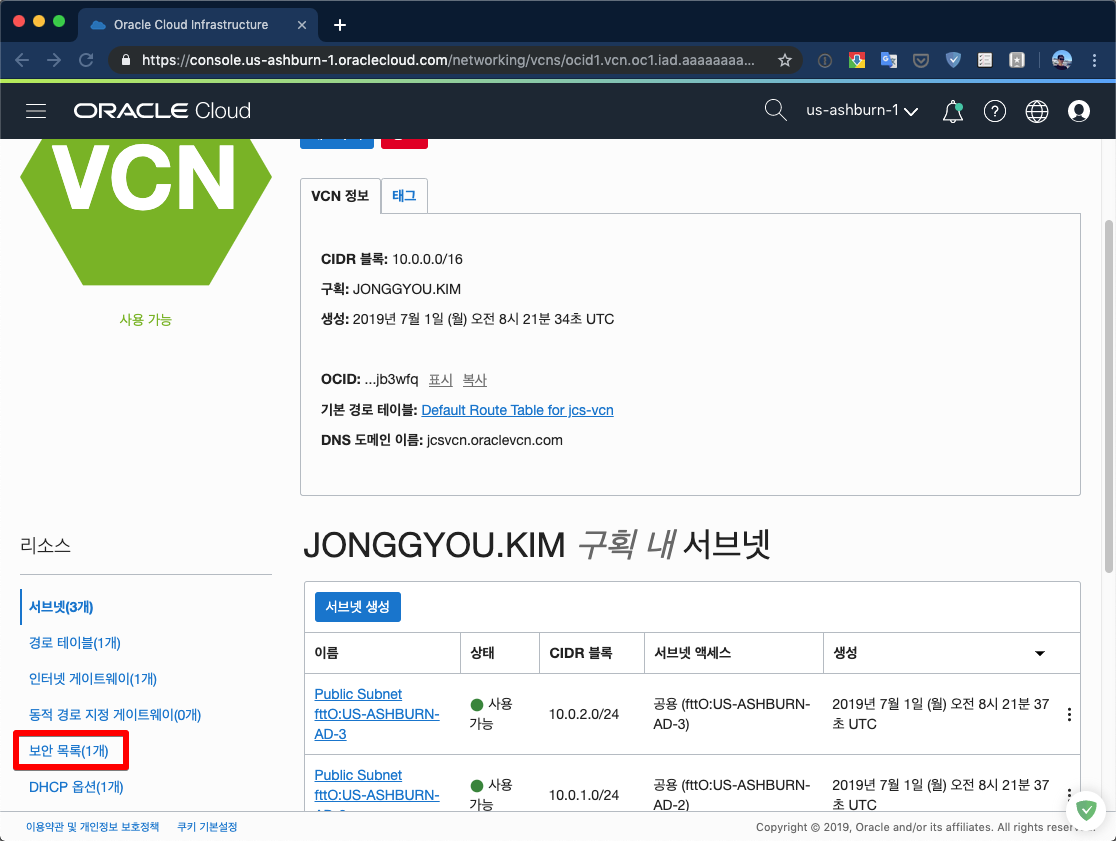 Oracle Cloud Infrastructure
https://console.us-ashburn-1.oraclecloud.com/networking/vcns/ocid1.vcn.oc1.iad.aaaaaaaa...
ORACLE Cloud
us-ashburn-1
VCN
사용 가능
VCN 정보
태그
CIDR 블록: 10.0.0.0/16
구획: JONGGYOU.KIM
생성: 2019년 7월 1일 (월) 오전 8시 21분 34초 UTC
OCID: ...jb3wfq 표시 복사
기본 경로 테이블: Default Route Table for jcs-vcn
DNS 도메인 이름: jcsvcn.oraclevcn.com
리소스
서브넷(3개)
경로 테이블(1개)
인터넷 게이트웨이(1개)
동적 경로 지정 게이트웨이(0개)
보안 목록(1개)
DHCP 옵션(1개)
JONGGYOU.KIM 구획 내 서브넷
서브넷 생성
이름 상태 CIDR 블록 서브넷 액세스 생성
Public Subnet
fttO:US-ASHBURN-
AD-3
사용
가능
10.0.2.0/24
공용 (fttO:US-ASHBURN-
AD-3)
2019년 7월 1일 (월) 오전 8시 21분 37
초 UTC
Public Subnet
fttO:US-ASHBURN-
사용
가능
10.0.1.0/24
공용 (fttO:US-ASHBURN-
AD-2)
2019년 7월 1일 (월) 오전 8시 21분 37
초 UTC
이용약관 및 개인정보 보호정책 쿠키 기본설정
Copyright © 2019, Oracle and/or its affiliates. All rights